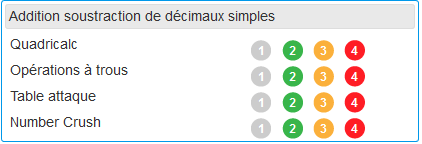 Addition soustraction de décimaux simples
Quadricalc 1 2 3 4
Opérations à trous 1 2 3 4
Table attaque 1 2 3 4
Number Crush 1 2 3 4